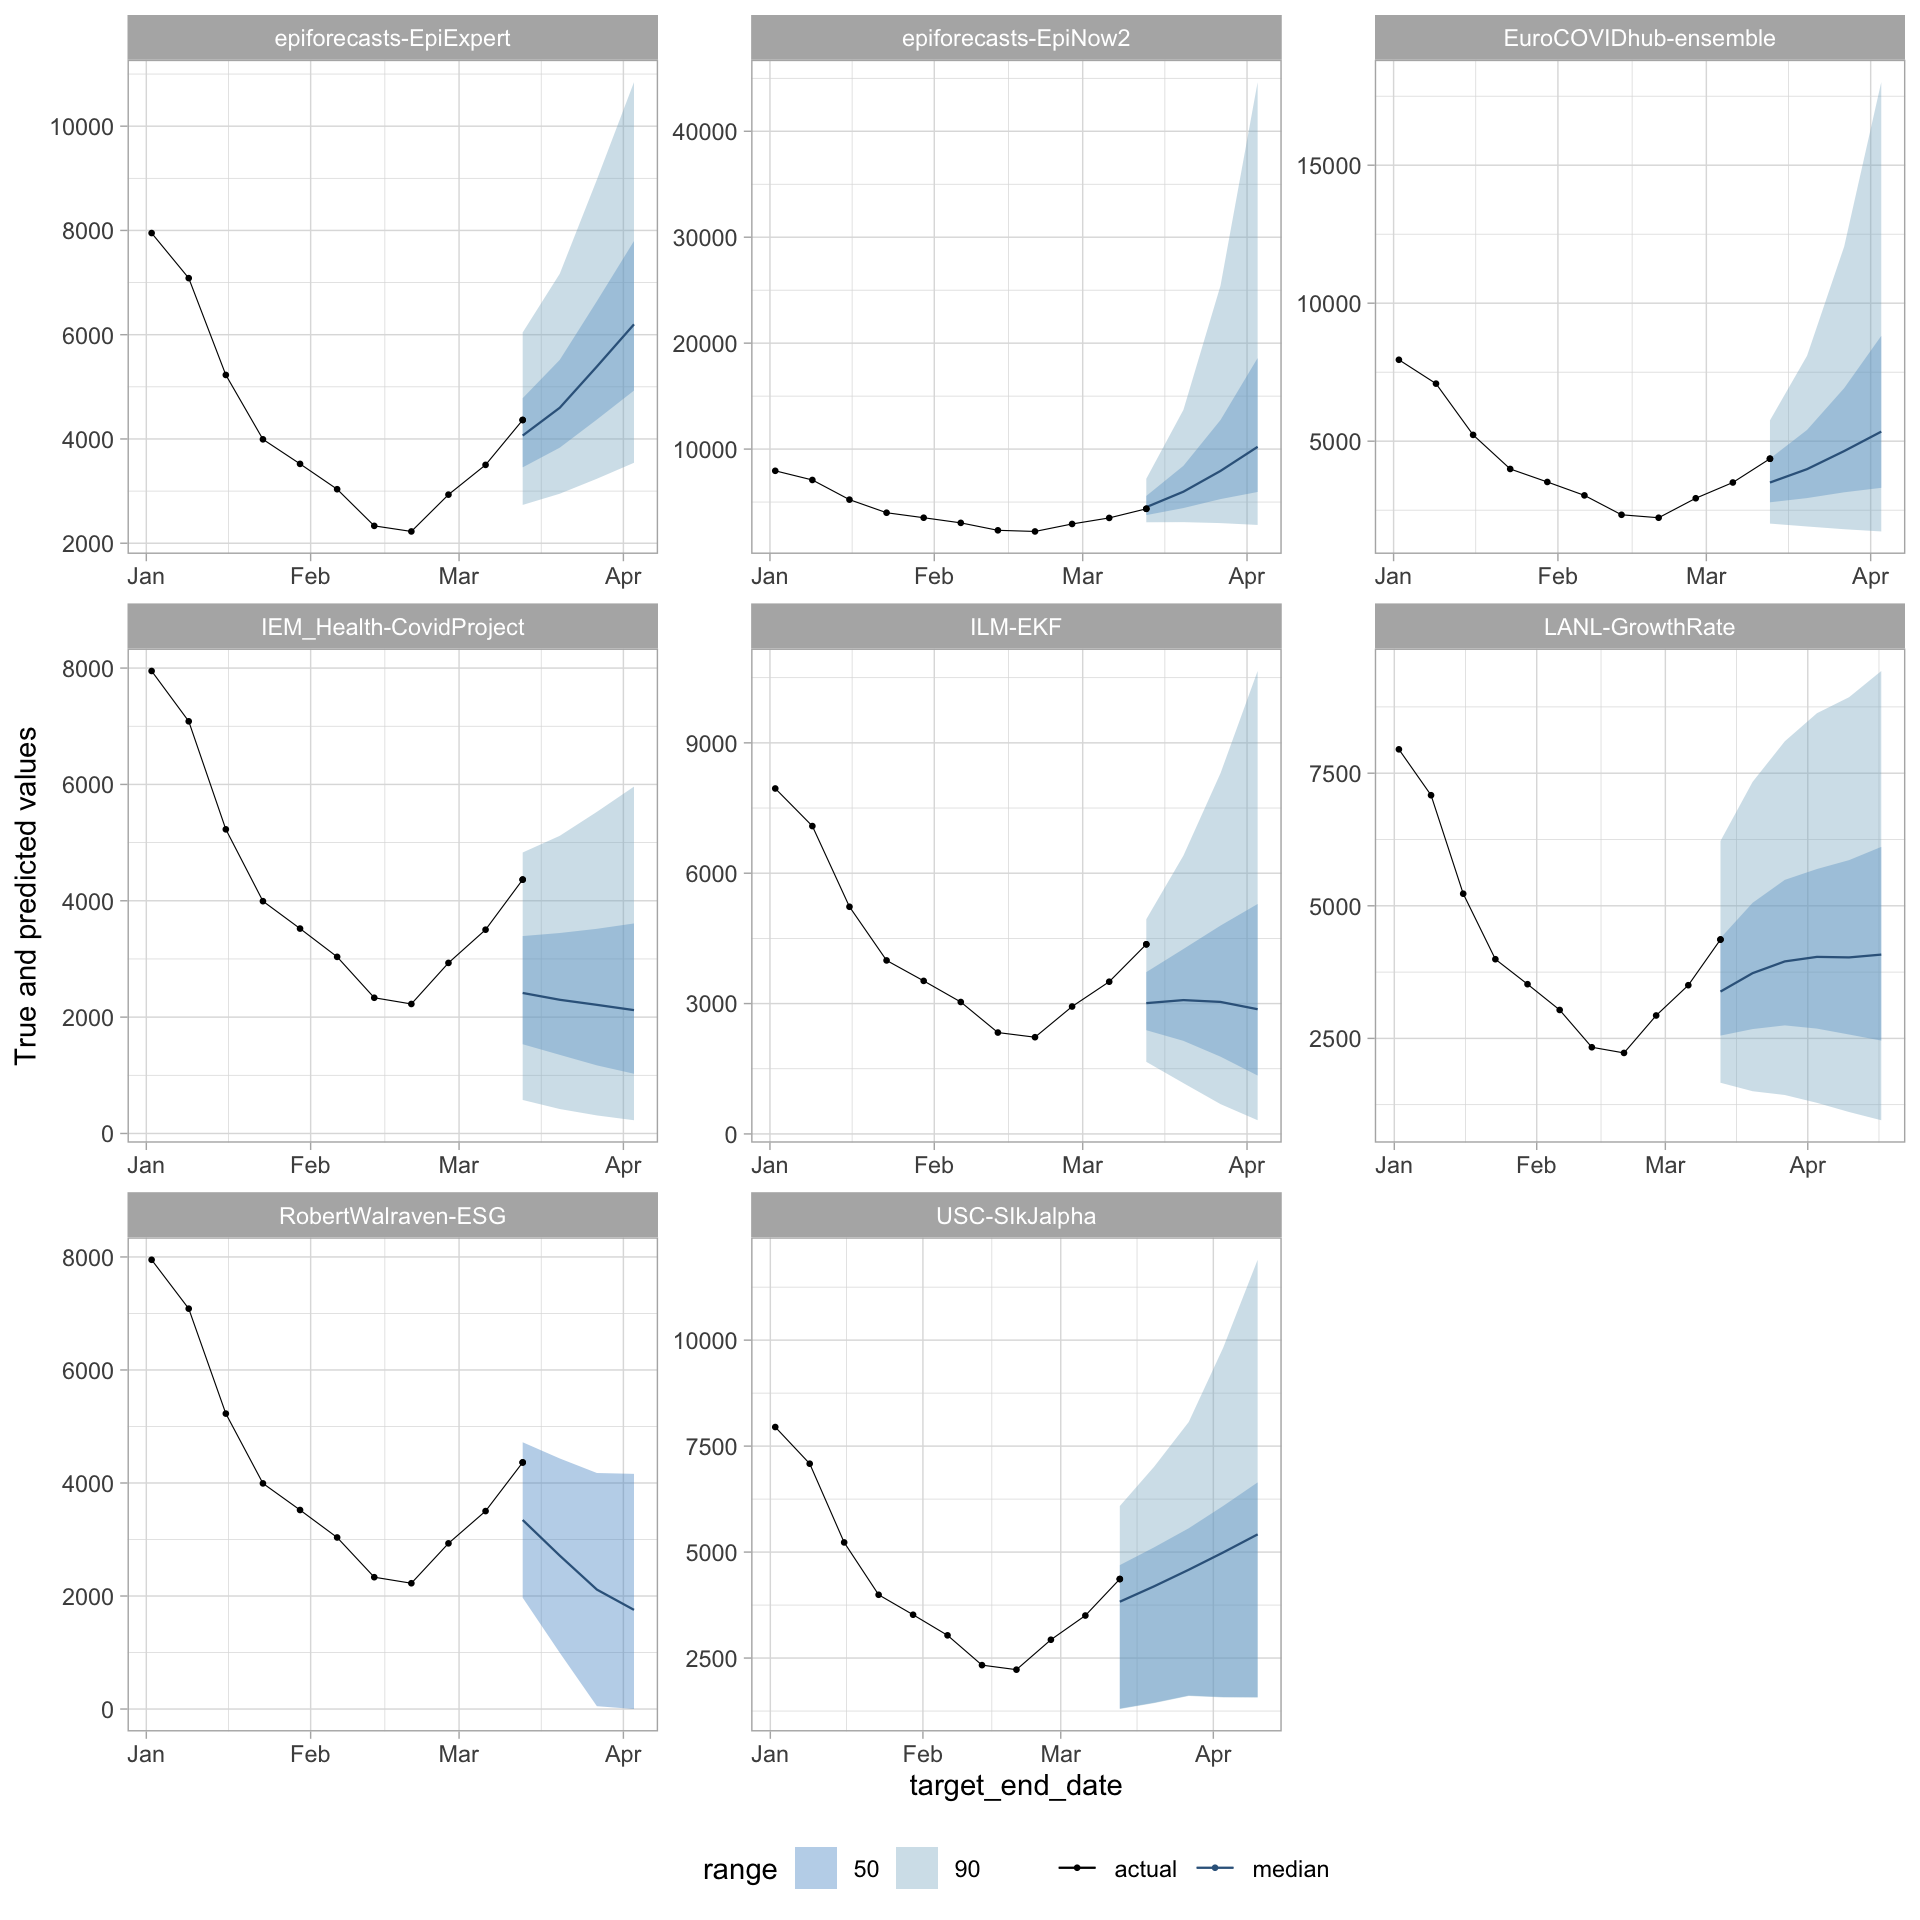 epiforecasts-EpiExpert
epiforecasts-EpiNow2
EuroCOVIDhub-ensemble
10000
8000
6000
4000
2000
Jan Feb Mar Apr
40000
30000
20000
10000
Jan Feb Mar Apr
15000
10000
5000
Jan Feb Mar Apr
IEM_Health-CovidProject
ILM-EKF
LANL-GrowthRate
True and predicted values
8000
6000
4000
2000
0
Jan Feb Mar Apr
9000
6000
3000
0
Jan Feb Mar Apr
7500
5000
2500
Jan Feb Mar Apr
RobertWalraven-ESG
USC-SIkJalpha
8000
6000
4000
2000
0
Jan Feb Mar Apr
10000
7500
5000
2500
Jan Feb Mar Apr
target_end_date
range 50 90 actual median